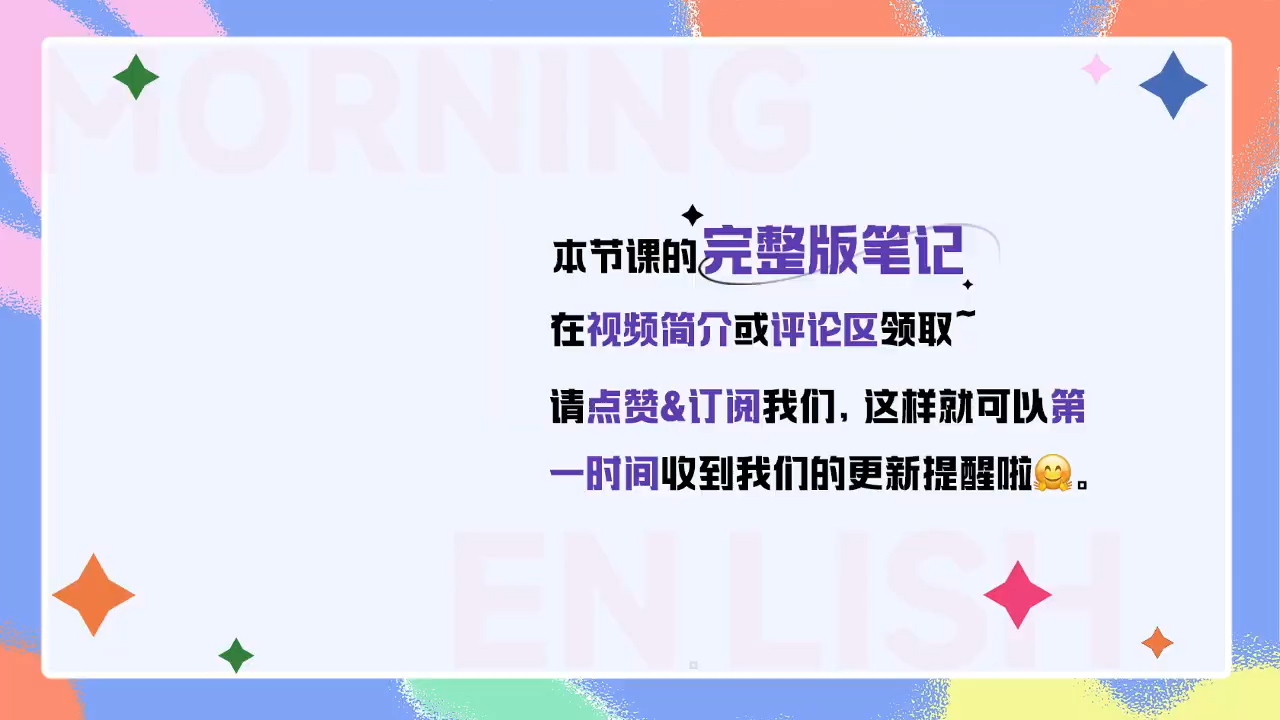 MORNING
本节课的完整版笔记
在视频简介或评论区领取~
请点赞&订阅我们，这样就可以第
一时间收到我们的更新提醒啦🤗。
EN LISH